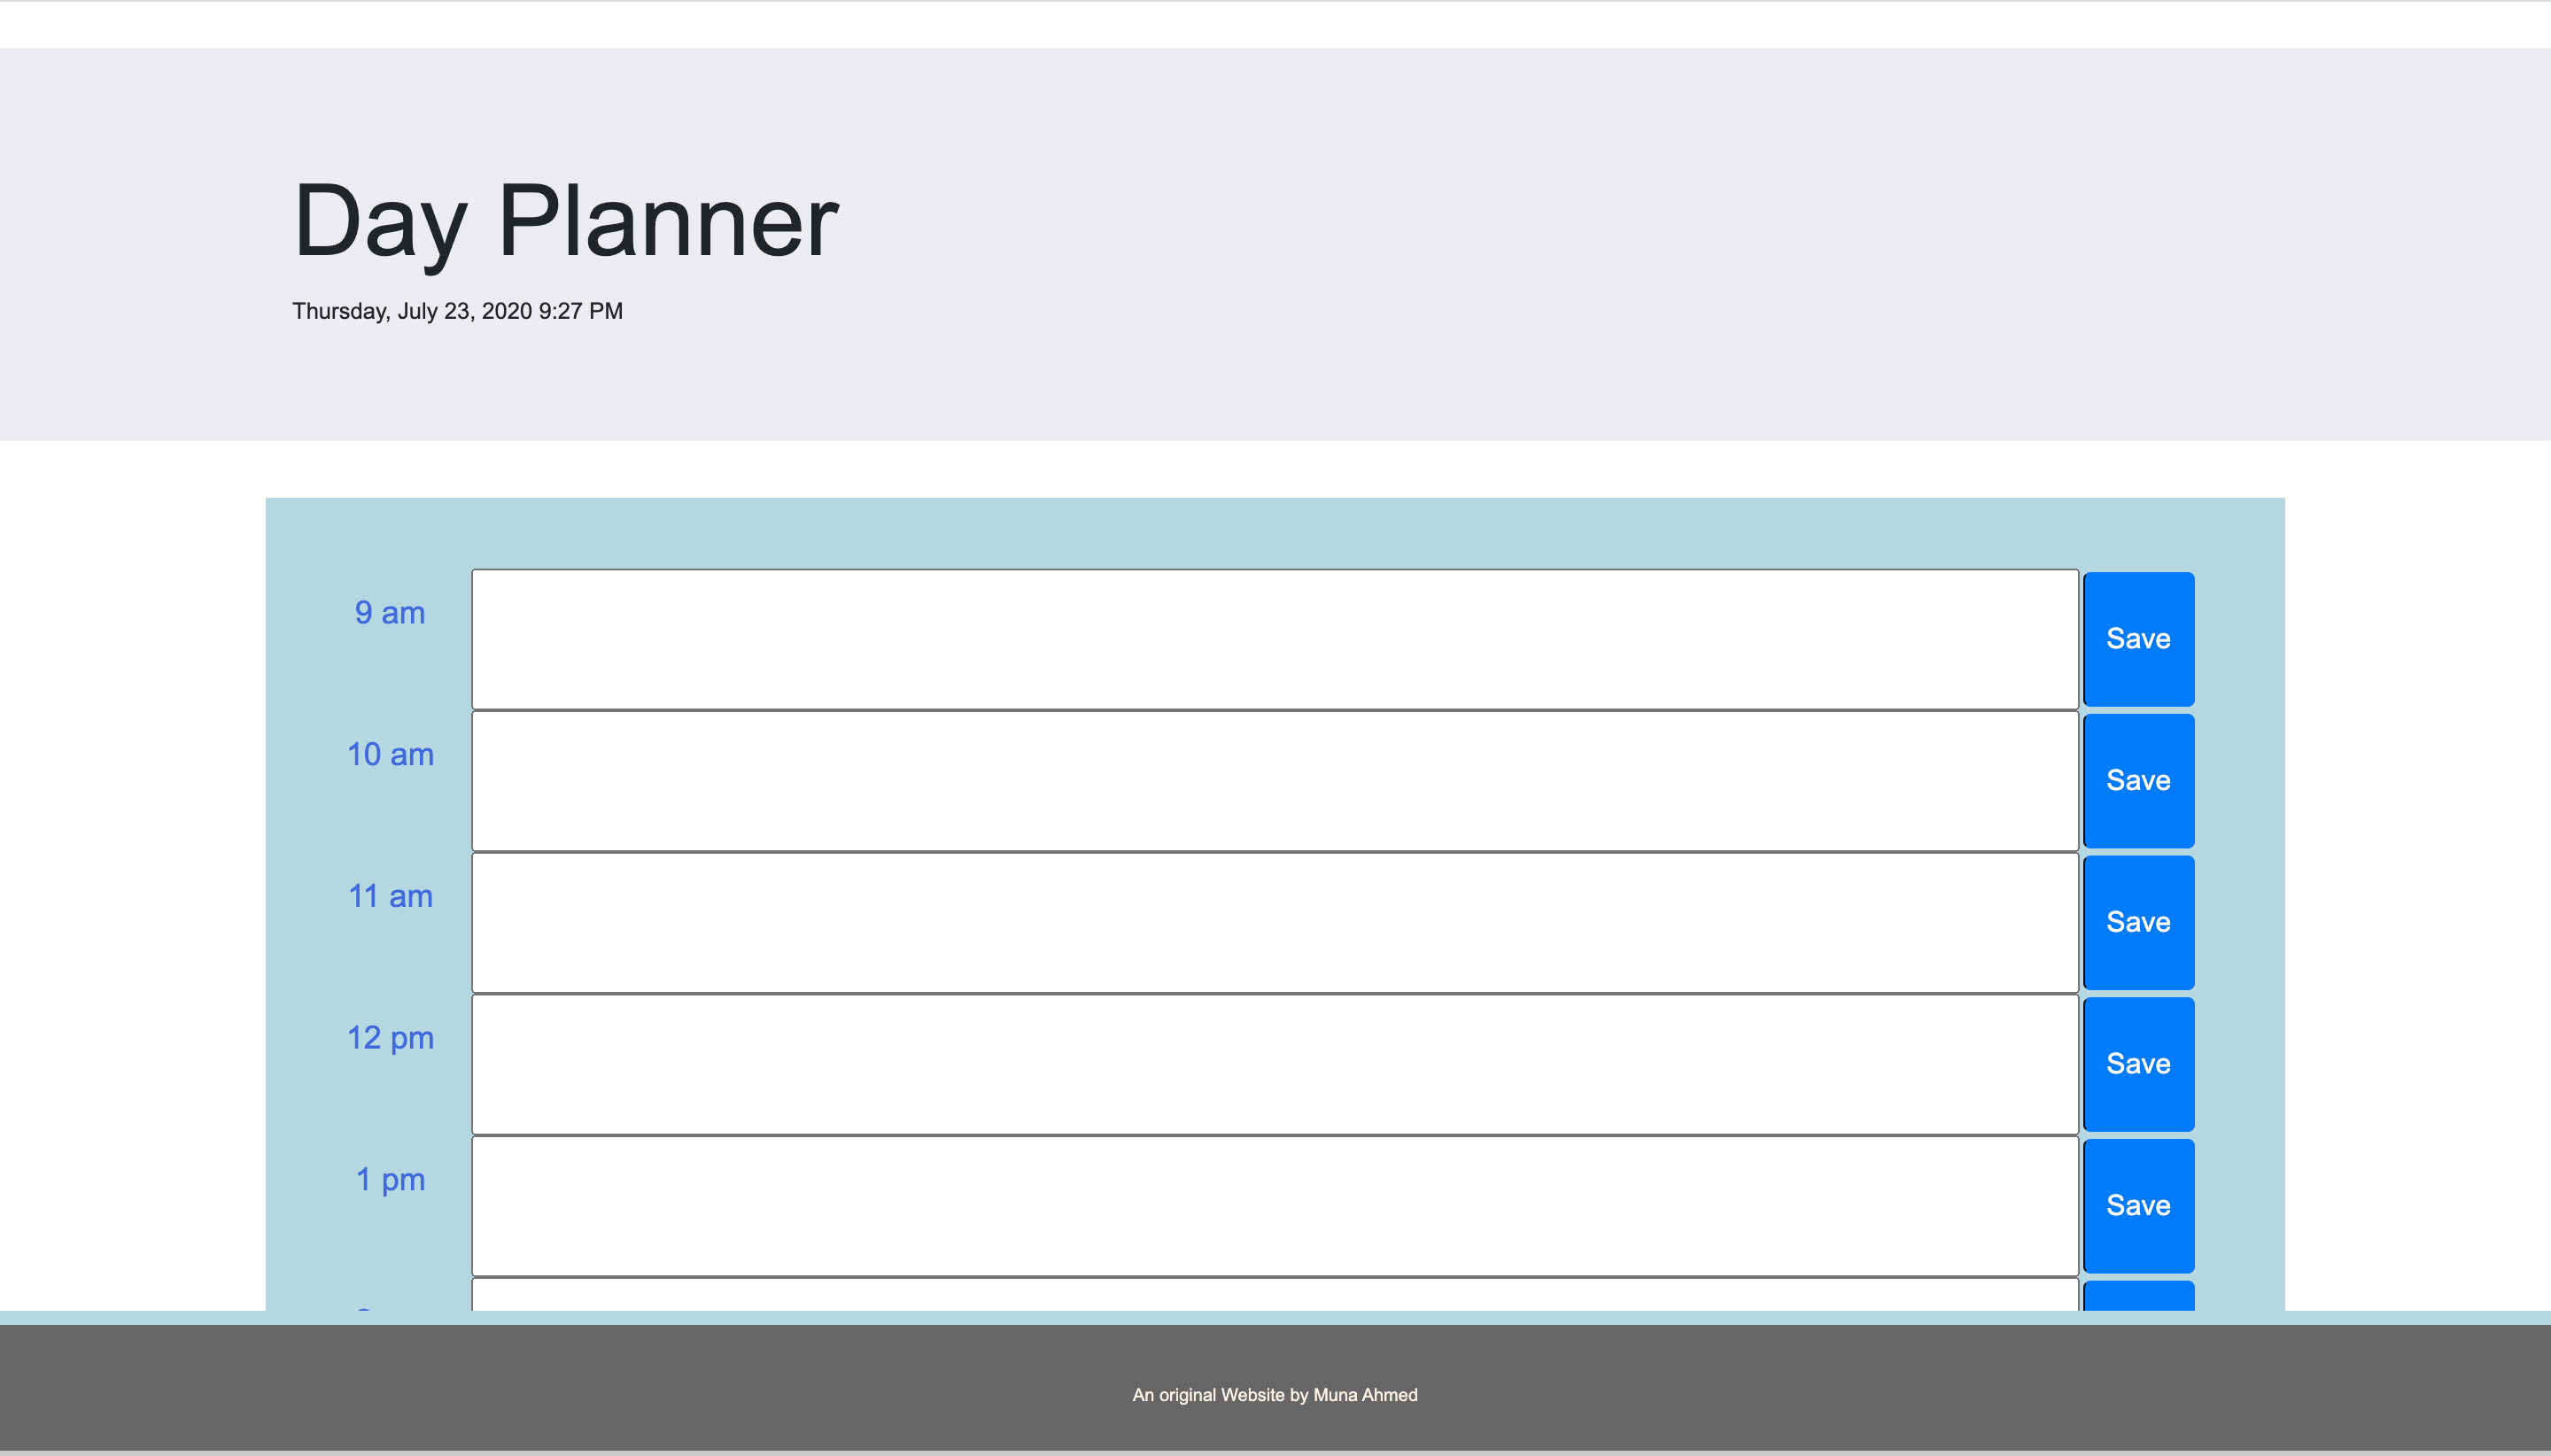 Day Planner
Thursday, July 23, 2020 9:27 PM
9 am
Save
10 am
Save
11 am
Save
12 pm
Save
1 pm
Save
An original Website by Muna Ahmed